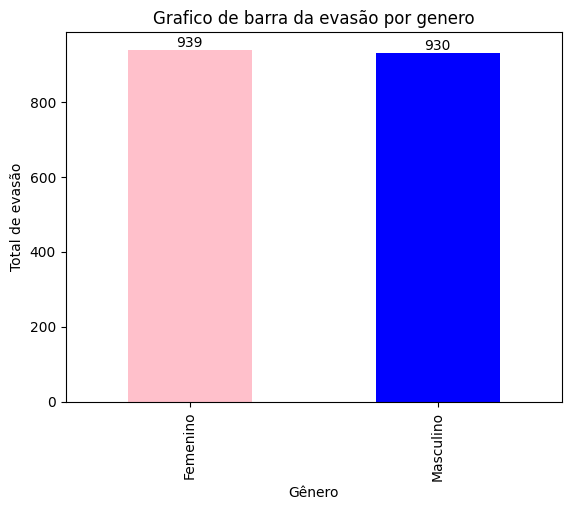 Grafico de barra da evasão por genero
939
930
Total de evasão
800
600
400
200
0
Femenino
Masculino
Gênero